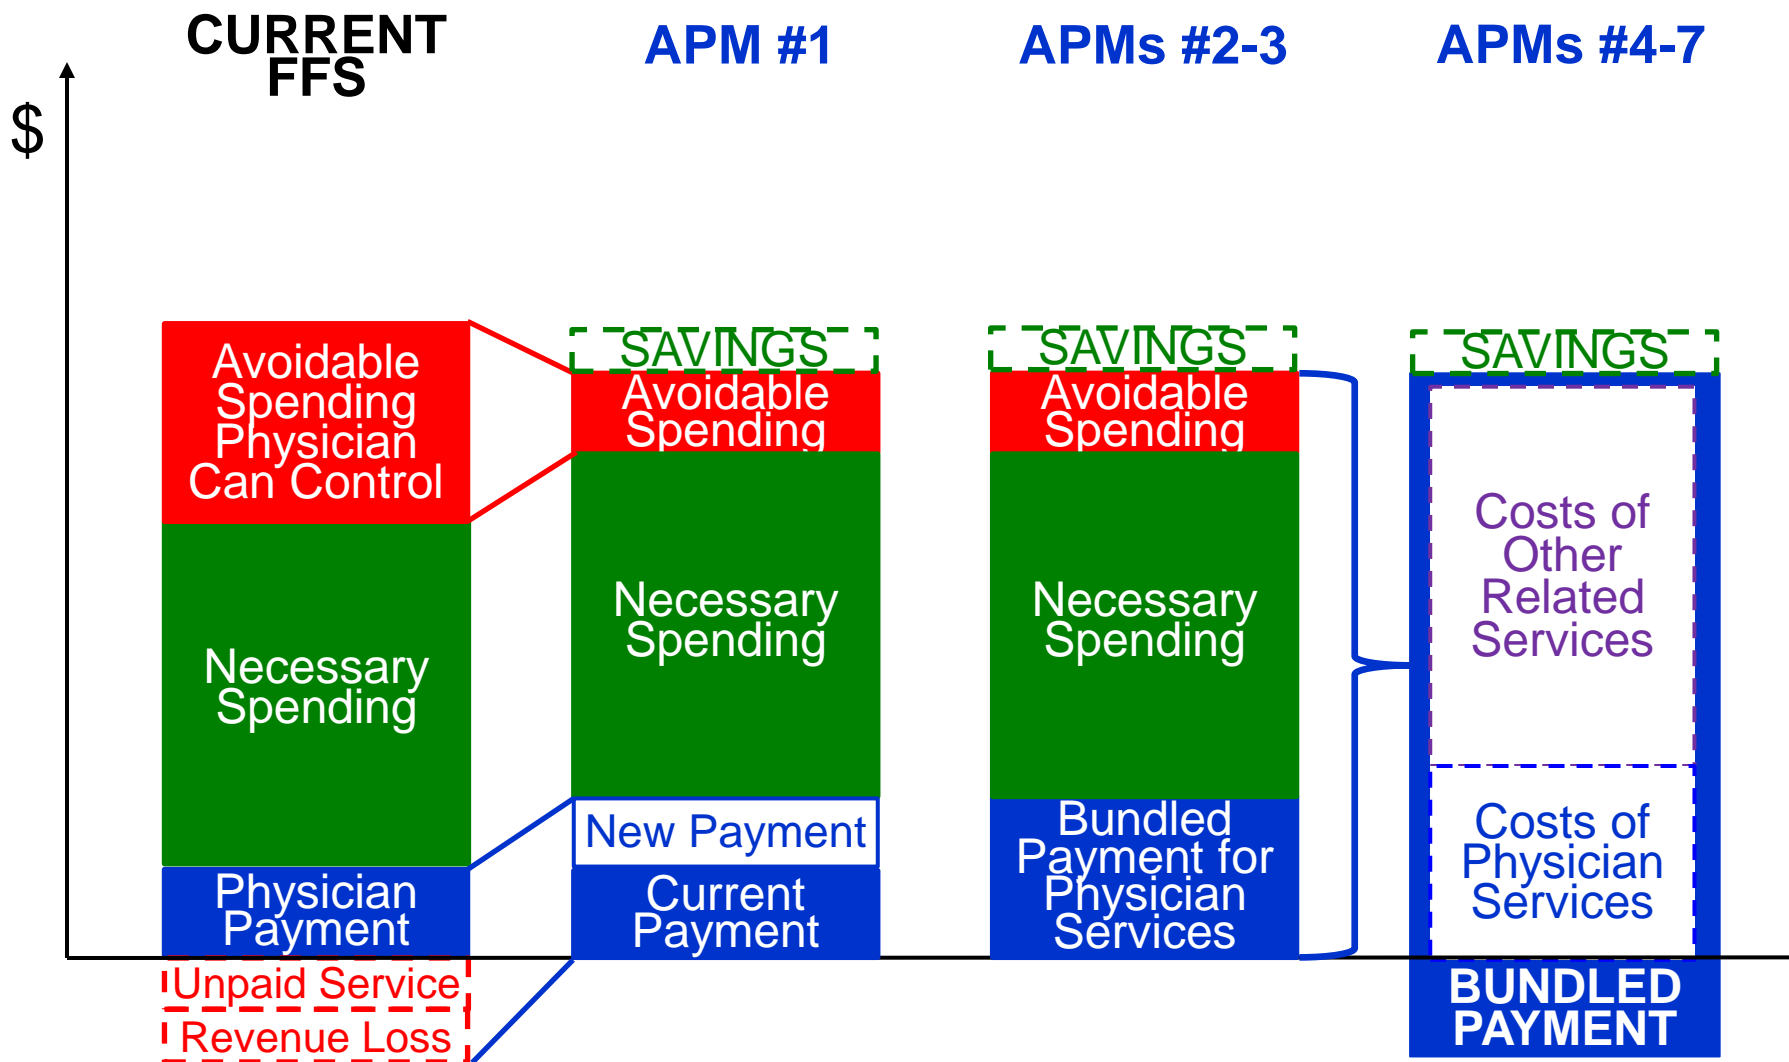 CURRENT
FFS
APM #1
APMs #2-3
APMs #4-7
$
Avoidable
Spending
Physician
Can Control
Necessary
Spending
Physician
Payment
Unpaid Service
Revenue Loss
SAVINGS
Avoidable
Spending
Necessary
Spending
New Payment
Current
Payment
SAVINGS
Avoidable
Spending
Necessary
Spending
Bundled
Payment for
Physician
Services
SAVINGS
Costs of
Other
Related
Services
Costs of
Physician
Services
BUNDLED
PAYMENT